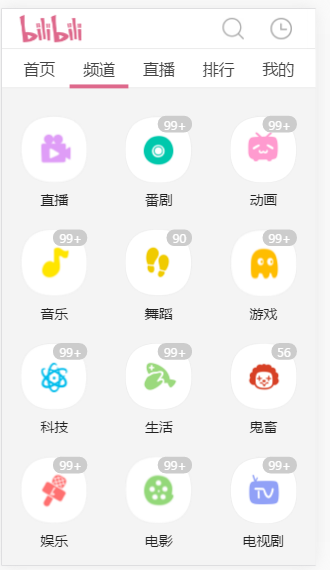 bilibili
首页 频道 直播 排行 我的
99+ 99+
直播 番剧 动画
99+ 90 99+
音乐 舞蹈 游戏
99+ 99+ 56
科技 生活 鬼畜
99+ 99+ 99+
TV
娱乐 电影 电视剧